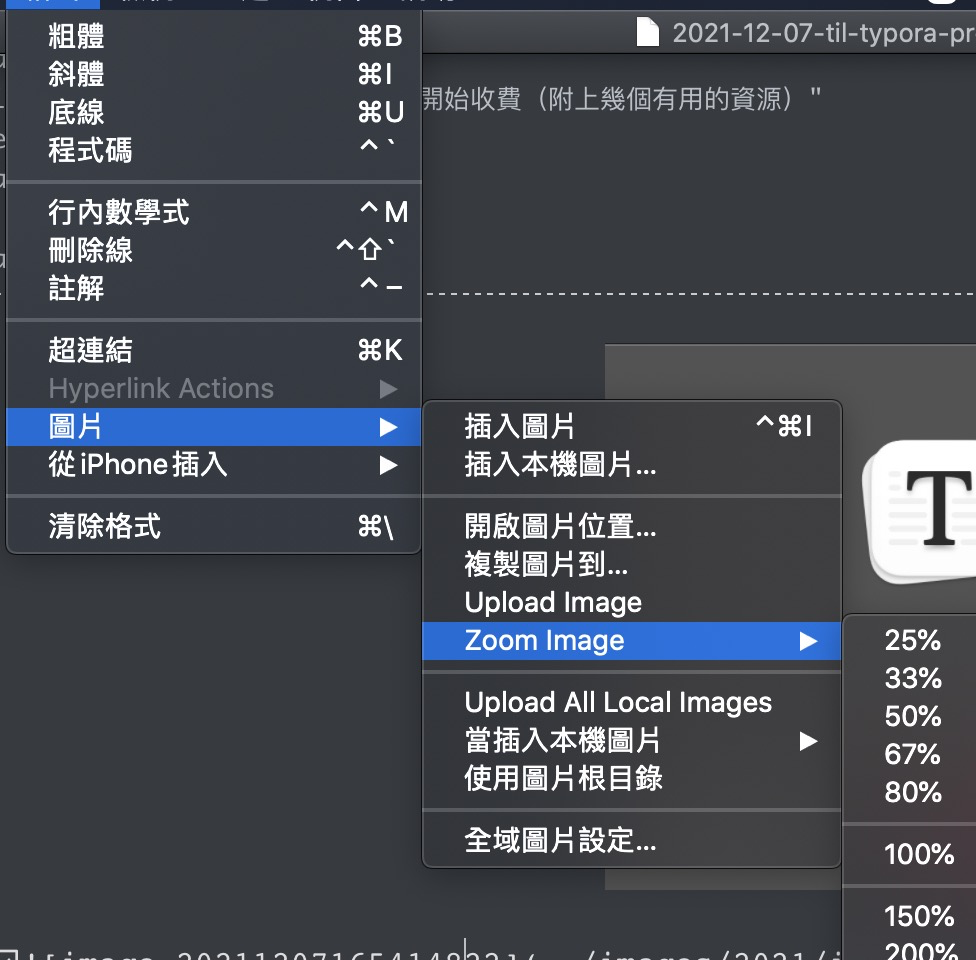 2021-12-07-til-typora-pr
粗體 ⌘B
斜體 ⌘I
底線 ⌘U
程式碼 ^ `
開始收費（附上幾個有用的資源）"
行內數學式 ^ M
刪除線 ^⇧`
註解 ^ –
超連結 ⌘K
Hyperlink Actions ▶
圖片 ▶
從 iPhone 插入 ▶
清除格式 ⌘\
插入圖片 ^⌘I
插入本機圖片...
開啟圖片位置...
複製圖片到...
Upload Image
Zoom Image ▶
Upload All Local Images
當插入本機圖片 ▶
使用圖片根目錄
全域圖片設定...
T
25%
33%
50%
67%
80%
100%
150%
200%